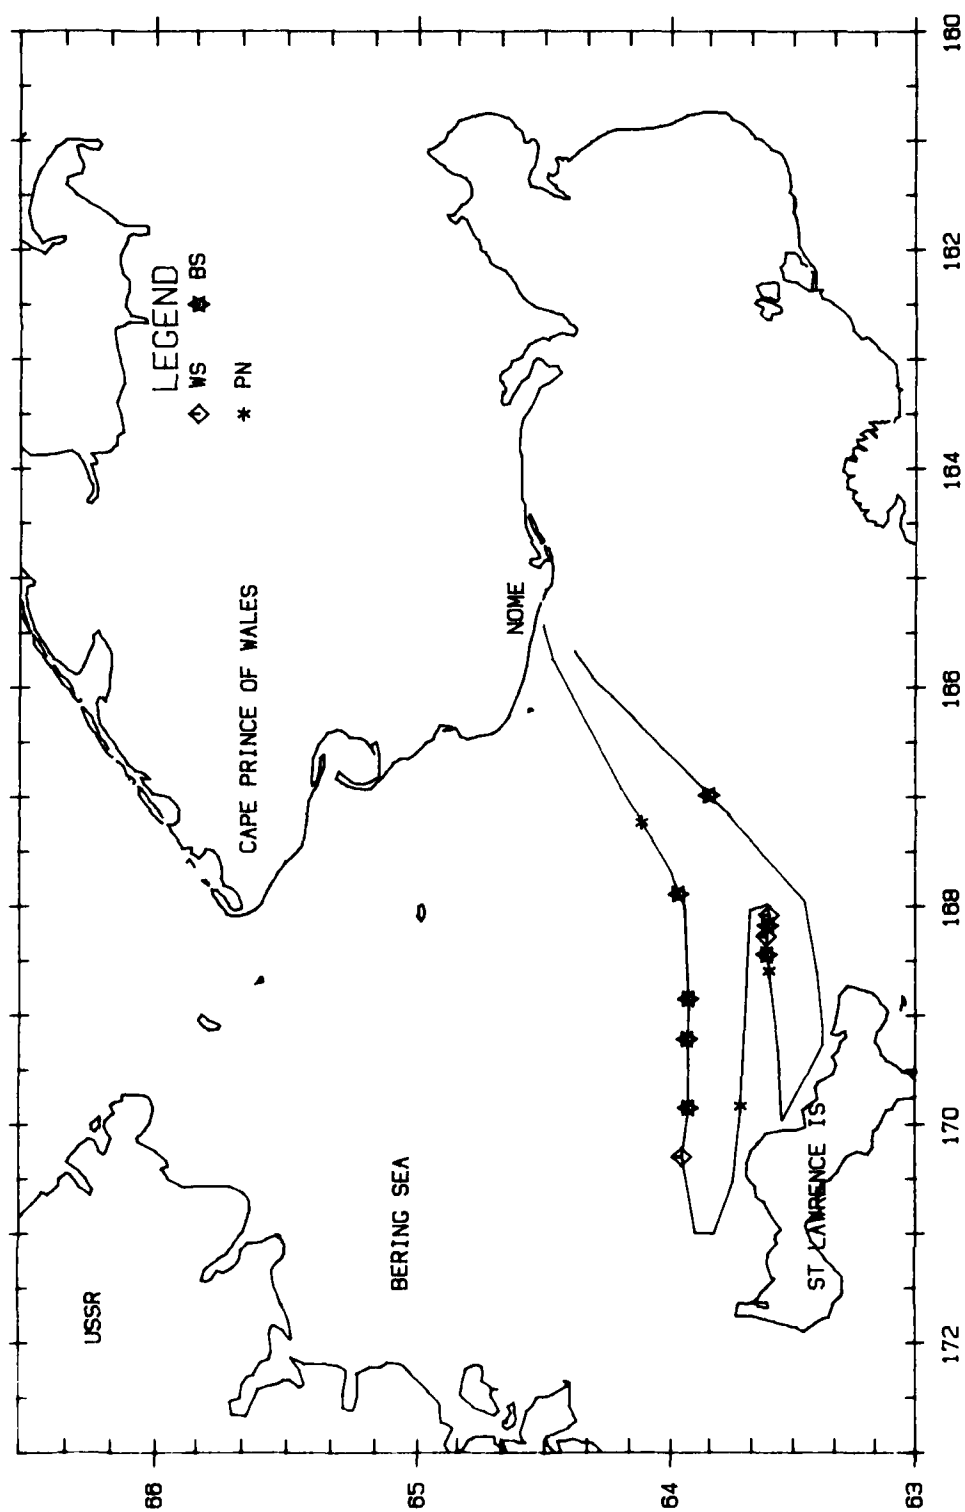 LEGEND
WS
BS
PN
CAPE PRINCE OF WALES
USSR
NOME
BERING SEA
ST LAWRENCE IS
66
65
64
63
172
170
168
166
164
162
160